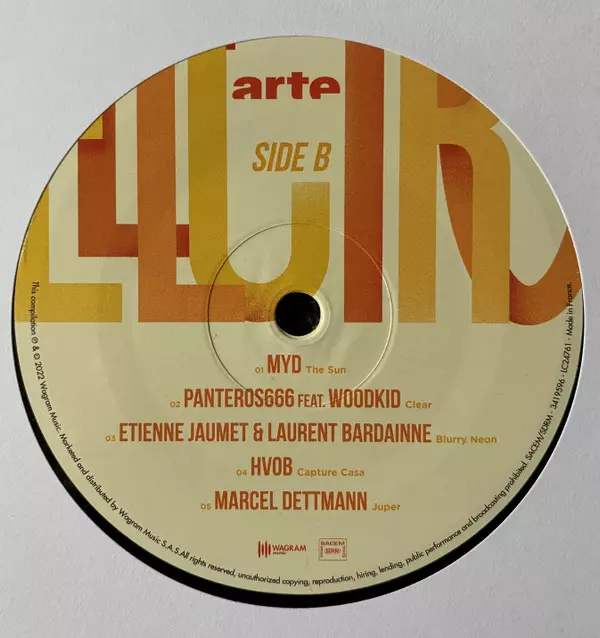 ELECTR
arte
SIDE B
01 MYD The Sun
02 PANTEROS666 FEAT. WOODKID Clear
03 ETIENNE JAUMET & LAURENT BARDAINNE Blurry Neon
04 HVOB Capture Casa
05 MARCEL DETTMANN Juper
WAGRAM
SACEM
SDRM
This compilation ℗ & © 2022 Wagram Music. Marketed and distributed by Wagram Music S.A.S. All rights reserved, unauthorized copying, reproduction, hiring, lending, public performance and broadcasting prohibited. SACEM/SDRM - 3419596 - LC24761 - Made in France.